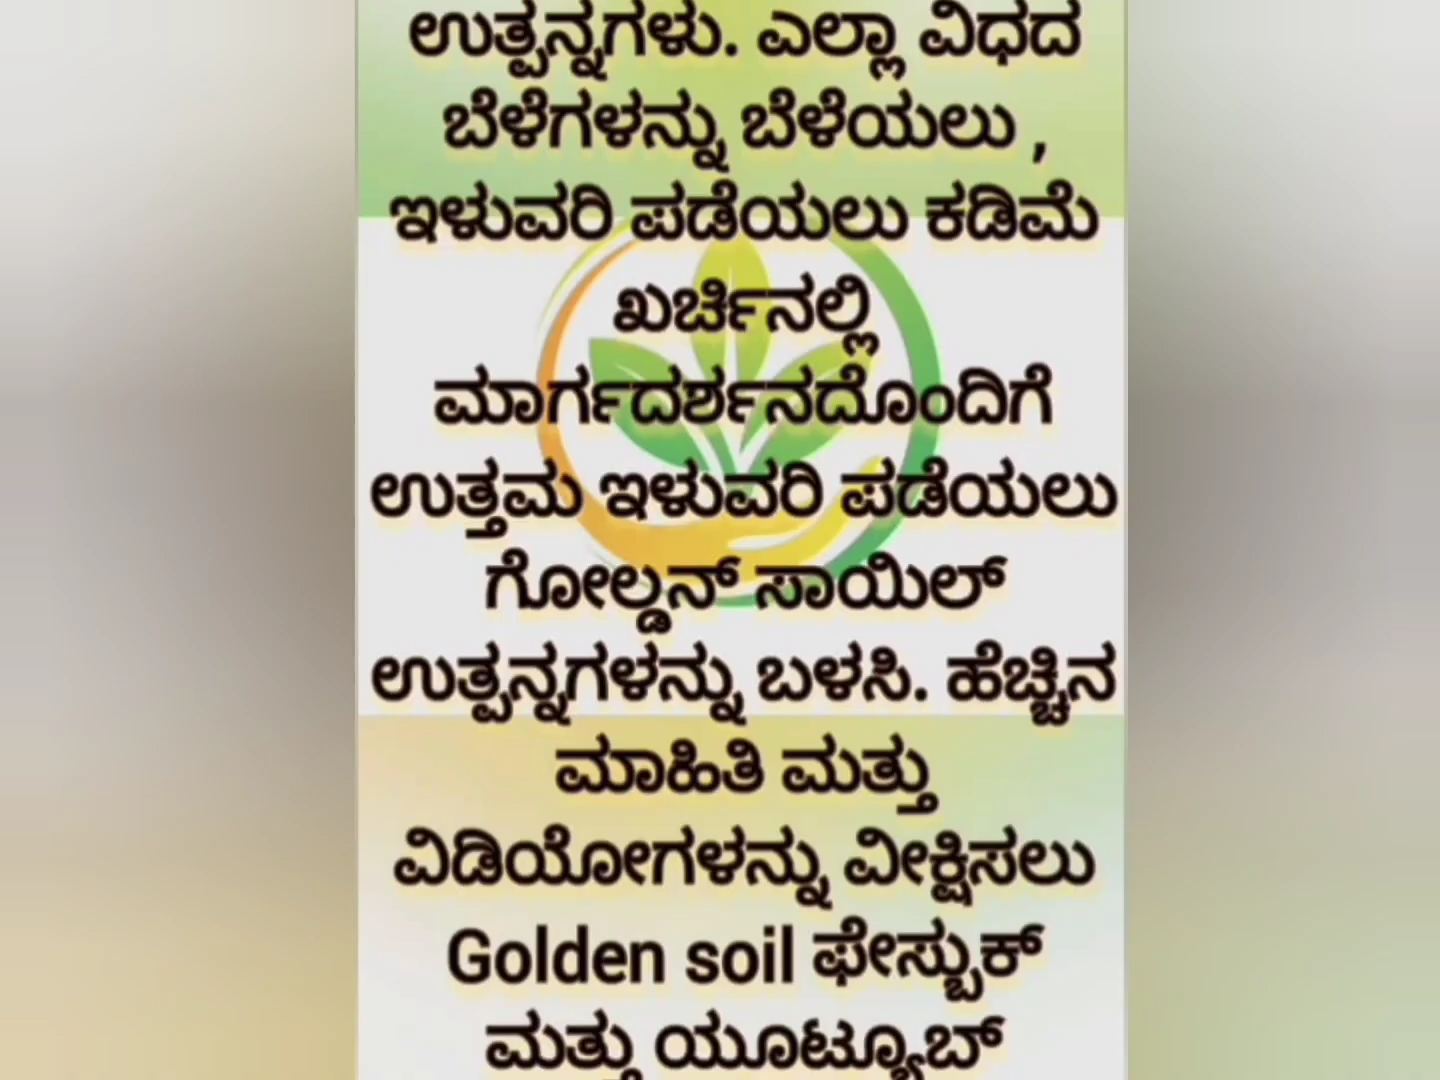 ಉತ್ಪನ್ನಗಳು. ಎಲ್ಲಾ ವಿಧದ
ಬೆಳೆಗಳನ್ನು ಬೆಳೆಯಲು ,
ಇಳುವರಿ ಪಡೆಯಲು ಕಡಿಮೆ
ಖರ್ಚಿನಲ್ಲಿ
ಮಾರ್ಗದರ್ಶನದೊಂದಿಗೆ
ಉತ್ತಮ ಇಳುವರಿ ಪಡೆಯಲು
ಗೋಲ್ಡನ್ ಸಾಯಿಲ್
ಉತ್ಪನ್ನಗಳನ್ನು ಬಳಸಿ. ಹೆಚ್ಚಿನ
ಮಾಹಿತಿ ಮತ್ತು
ವಿಡಿಯೋಗಳನ್ನು ವೀಕ್ಷಿಸಲು
Golden soil ಫೇಸ್ಬುಕ್
ಮತ್ತು ಯೂಟ್ಯೂಬ್